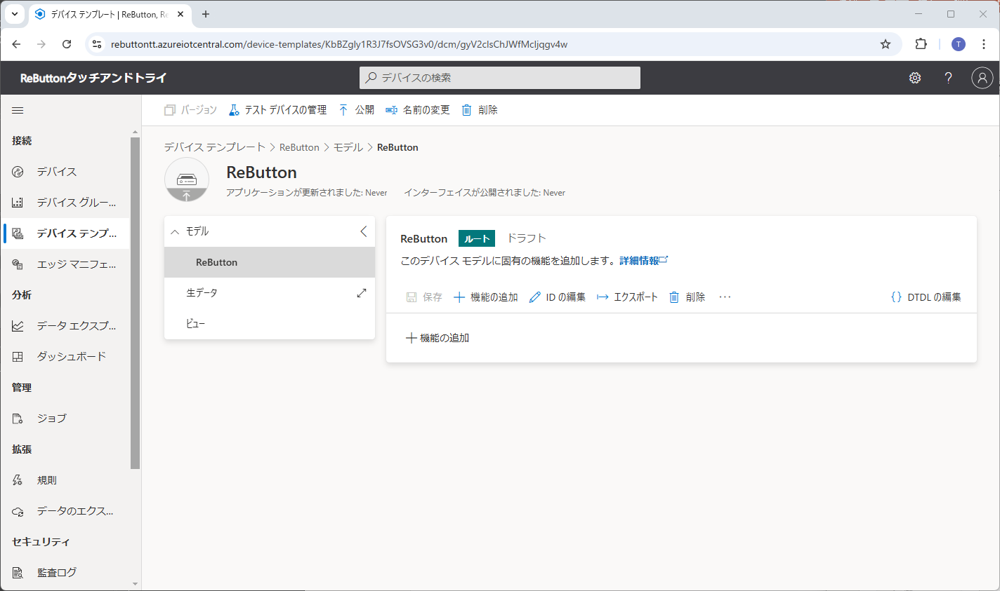 デバイス テンプレート | ReButton, Re
rebuttontt.azureiotcentral.com/device-templates/KbBZgly1R3J7fsOVSG3v0/dcm/gyV2clsChJWfMcljqgv4w
T
ReButtonタッチアンドトライ
デバイスの検索
バージョン
テスト デバイスの管理
公開
名前の変更
削除
接続
デバイス
デバイス グルー...
デバイス テンプ...
エッジ マニフェ...
分析
データ エクスプ...
ダッシュボード
管理
ジョブ
拡張
規則
データのエクス...
セキュリティ
監査ログ
デバイス テンプレート > ReButton > モデル > ReButton
ReButton
アプリケーションが更新されました: Never インターフェイスが公開されました: Never
モデル
ReButton
生データ
ビュー
ReButton ルート ドラフト
このデバイス モデルに固有の機能を追加します。詳細情報
保存 機能の追加 ID の編集 エクスポート 削除 ... {} DTDL の編集
機能の追加